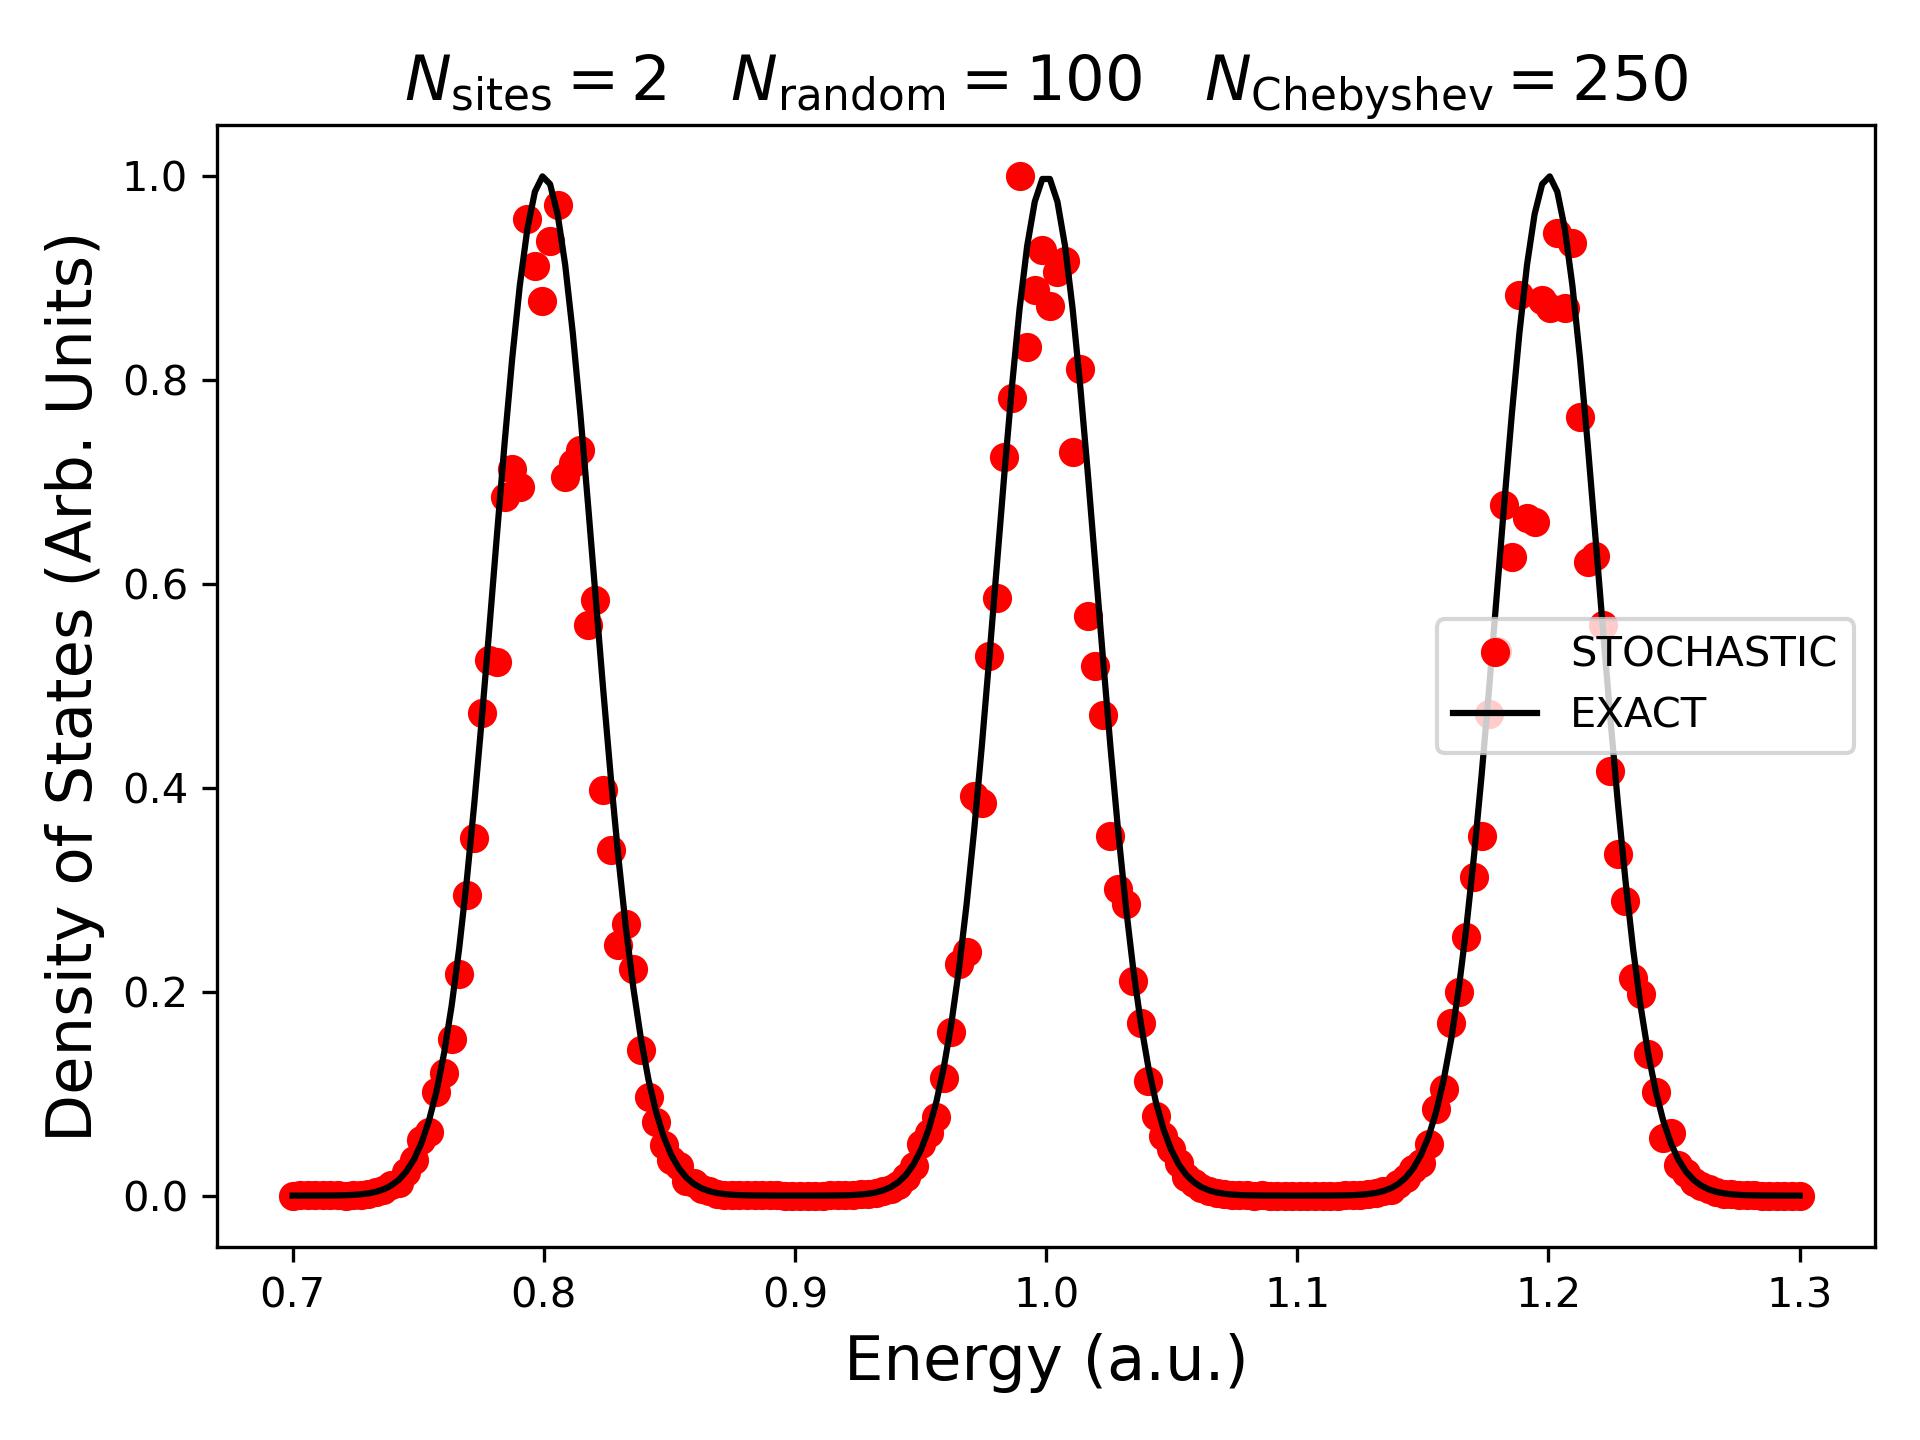 N_sites = 2 N_random = 100 N_Chebyshev = 250
Density of States (Arb. Units)
1.0
0.8
0.6
0.4
0.2
0.0
STOCHASTIC
EXACT
0.7 0.8 0.9 1.0 1.1 1.2 1.3
Energy (a.u.)